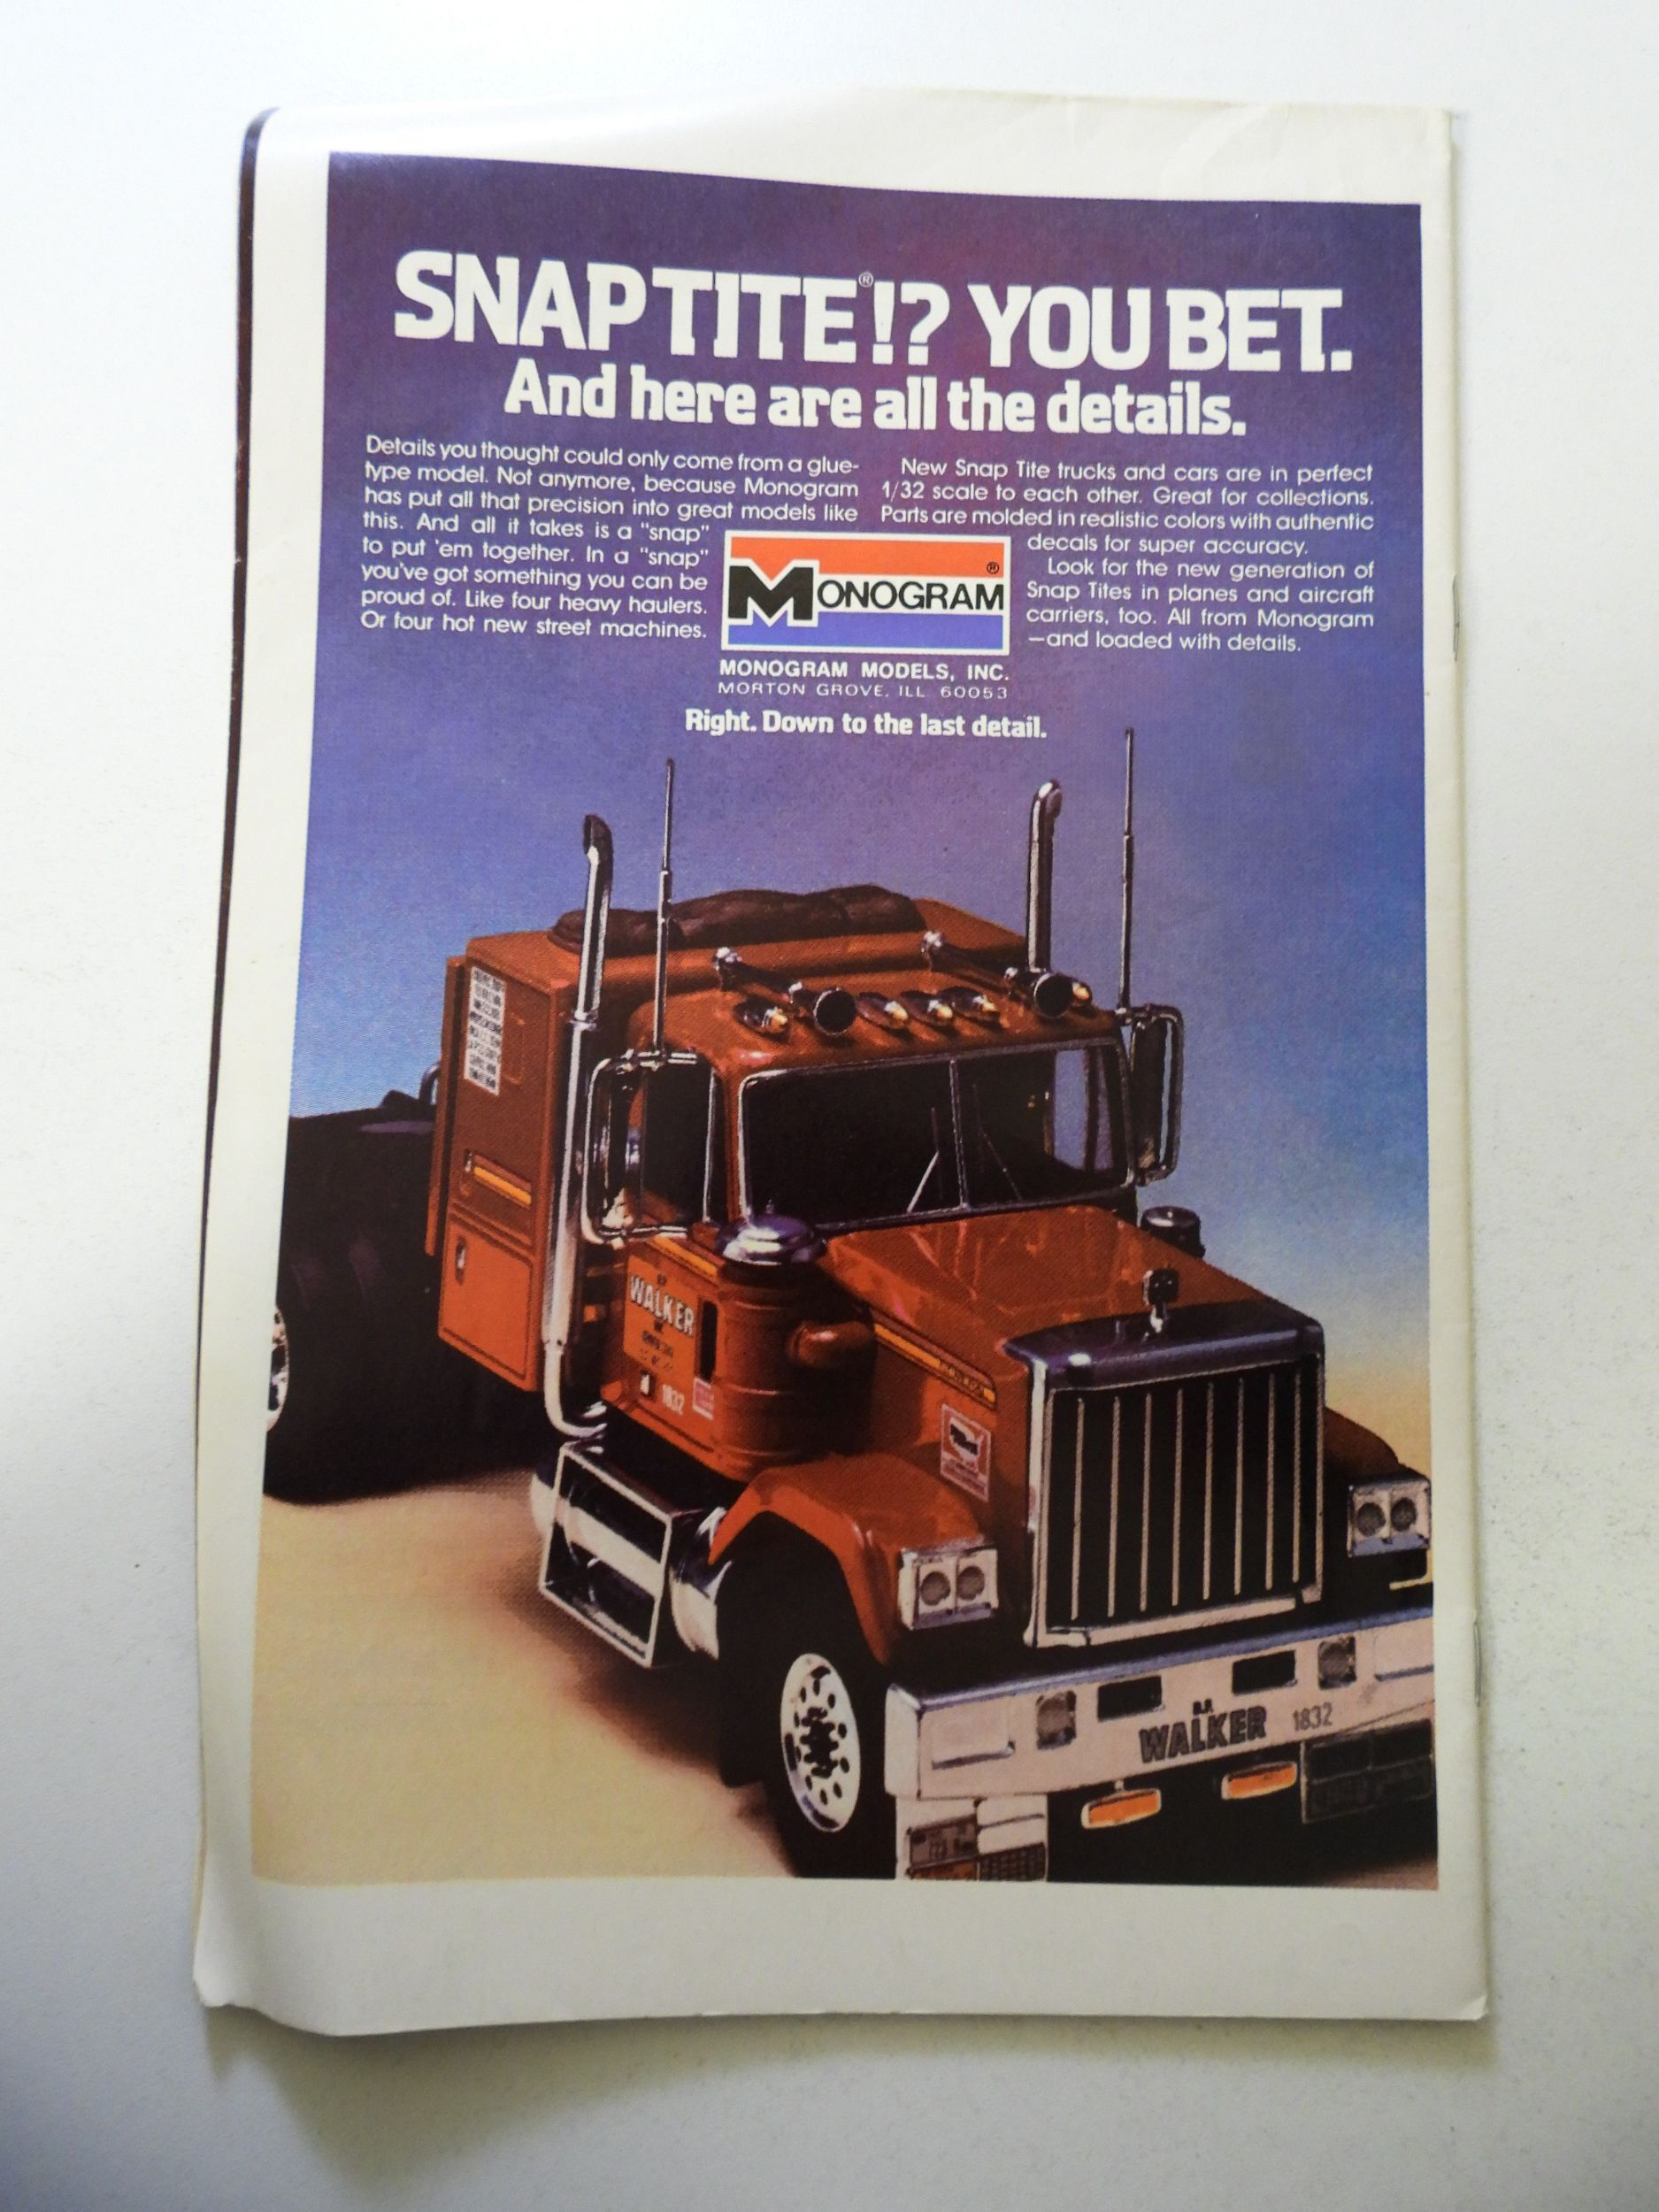 SNAP TITE®!? YOU BET.
And here are all the details.
Details you thought could only come from a glue-
type model. Not anymore, because Monogram
has put all that precision into great models like
this. And all it takes is a "snap"
to put 'em together. In a "snap"
you've got something you can be
proud of. Like four heavy haulers.
Or four hot new street machines.
New Snap Tite trucks and cars are in perfect
1/32 scale to each other. Great for collections.
Parts are molded in realistic colors with authentic
decals for super accuracy.
Look for the new generation of
Snap Tites in planes and aircraft
carriers, too. All from Monogram
—and loaded with details.
MONOGRAM®
MONOGRAM MODELS, INC.
MORTON GROVE, ILL 60053
Right. Down to the last detail.
WALKER
1832
WALKER 1832